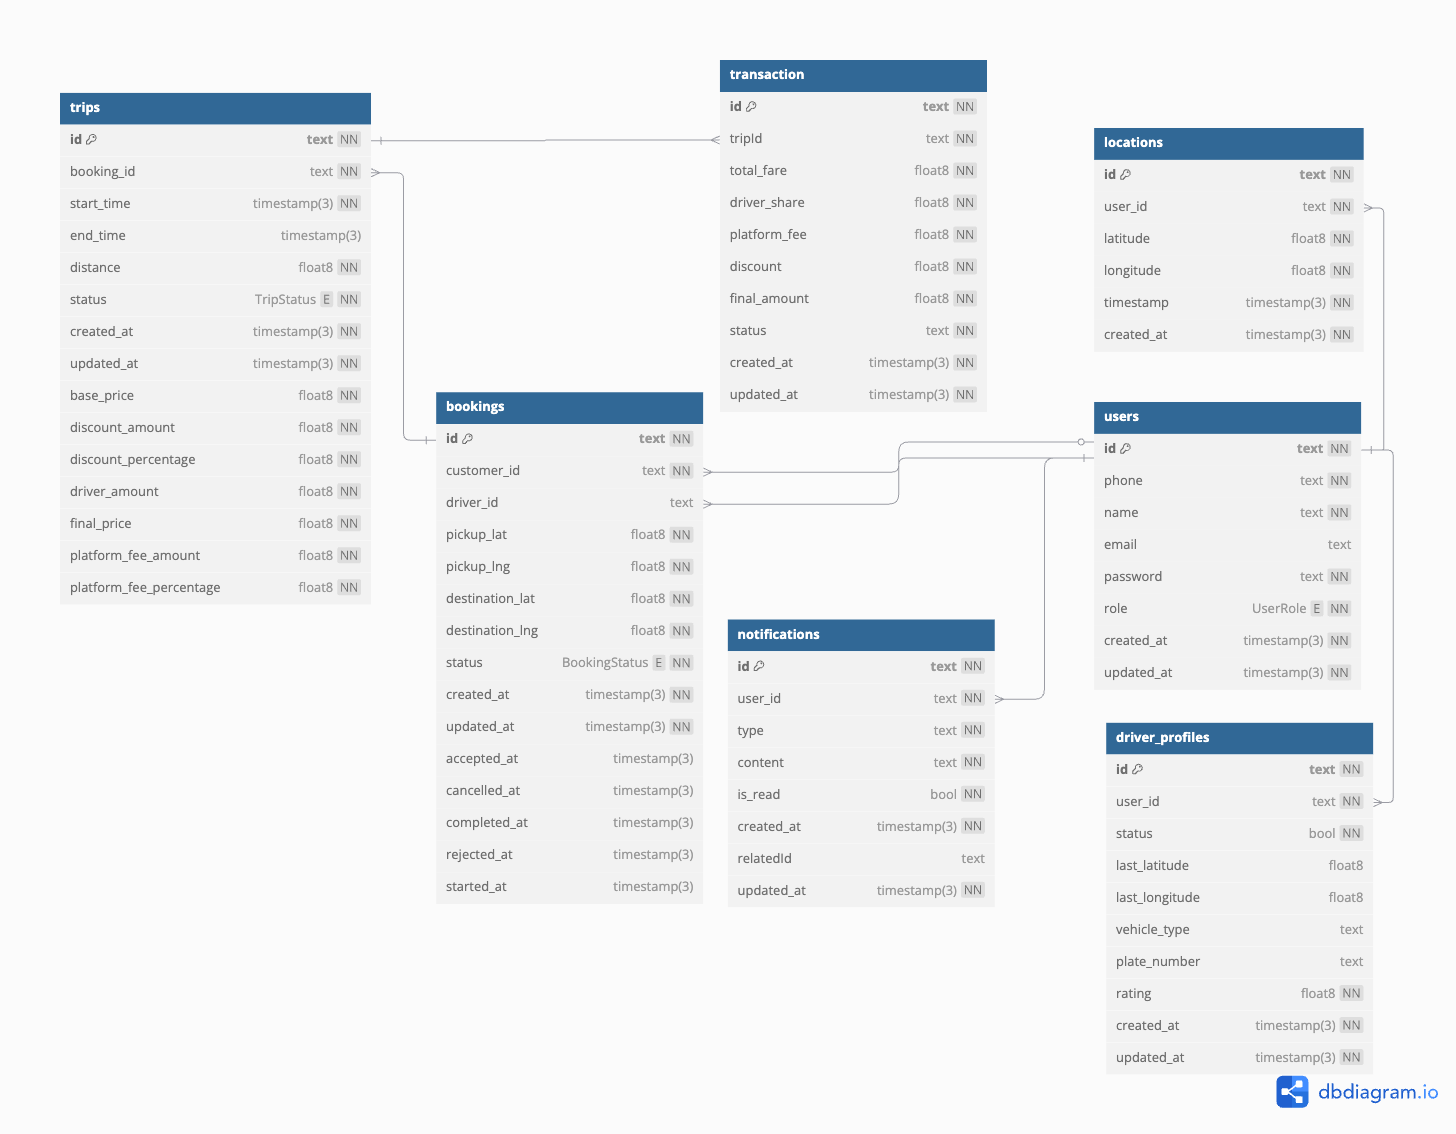 trips
id text NN
booking_id text NN
start_time timestamp(3) NN
end_time timestamp(3)
distance float8 NN
status TripStatus E NN
created_at timestamp(3) NN
updated_at timestamp(3) NN
base_price float8 NN
discount_amount float8 NN
discount_percentage float8 NN
driver_amount float8 NN
final_price float8 NN
platform_fee_amount float8 NN
platform_fee_percentage float8 NN
transaction
id text NN
tripId text NN
total_fare float8 NN
driver_share float8 NN
platform_fee float8 NN
discount float8 NN
final_amount float8 NN
status text NN
created_at timestamp(3) NN
updated_at timestamp(3) NN
locations
id text NN
user_id text NN
latitude float8 NN
longitude float8 NN
timestamp timestamp(3) NN
created_at timestamp(3) NN
bookings
id text NN
customer_id text NN
driver_id text
pickup_lat float8 NN
pickup_lng float8 NN
destination_lat float8 NN
destination_lng float8 NN
status BookingStatus E NN
created_at timestamp(3) NN
updated_at timestamp(3) NN
accepted_at timestamp(3)
cancelled_at timestamp(3)
completed_at timestamp(3)
rejected_at timestamp(3)
started_at timestamp(3)
users
id text NN
phone text NN
name text NN
email text
password text NN
role UserRole E NN
created_at timestamp(3) NN
updated_at timestamp(3) NN
notifications
id text NN
user_id text NN
type text NN
content text NN
is_read bool NN
created_at timestamp(3) NN
relatedId text
updated_at timestamp(3) NN
driver_profiles
id text NN
user_id text NN
status bool NN
last_latitude float8
last_longitude float8
vehicle_type text
plate_number text
rating float8 NN
created_at timestamp(3) NN
updated_at timestamp(3) NN
dbdiagram.io